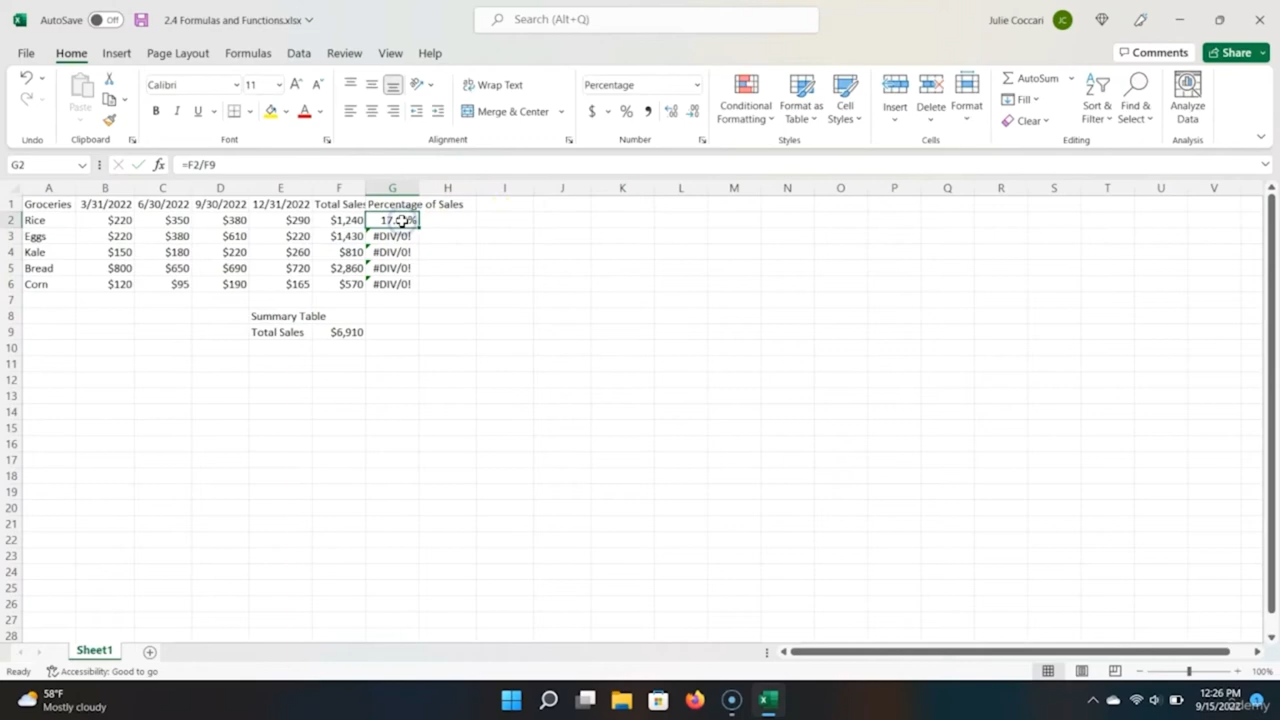 AutoSave Off 2.4 Formulas and Functions.xlsx Search (Alt+Q) Julie Coccari JC
File Home Insert Page Layout Formulas Data Review View Help Comments Share
Calibri 11 Wrap Text Percentage AutoSum
Paste Merge & Center Conditional Formatting Format as Table Cell Styles Insert Delete Format Fill Sort & Filter Find & Select Analyze Data
B I U A $ % Clear
Undo Clipboard Font Alignment Number Styles Cells Editing Analysis
G2 fx =F2/F9
A B C D E F G H I J K L M N O P Q R S T U V
1 Groceries 3/31/2022 6/30/2022 9/30/2022 12/31/2022 Total Sales Percentage of Sales
2 Rice $220 $350 $380 $290 $1,240
3 Eggs $220 $380 $610 $220 $1,430 #DIV/0!
4 Kale $150 $180 $220 $260 $810 #DIV/0!
5 Bread $800 $650 $690 $720 $2,860 #DIV/0!
6 Corn $120 $95 $190 $165 $570 #DIV/0!
7
8 Summary Table
9 Total Sales $6,910
10
11
12
13
14
15
16
17
18
19
20
21
22
23
24
25
26
27
28
Sheet1
Ready Accessibility: Good to go 100%
58°F 12:26 PM
Mostly cloudy 9/15/2022